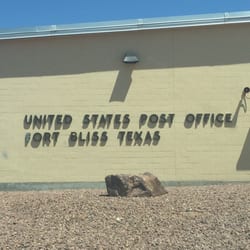 UNITED STATES POST OFFICE
FORT BLISS TEXAS